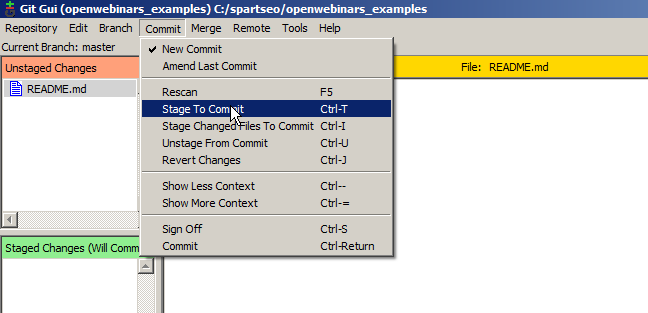 Git Gui (openwebinars_examples) C:/spartseo/openwebinars_examples
Repository Edit Branch Commit Merge Remote Tools Help
Current Branch: master
Unstaged Changes
File: README.md
README.md
New Commit
Amend Last Commit
Rescan F5
Stage To Commit Ctrl-T
Stage Changed Files To Commit Ctrl-I
Unstage From Commit Ctrl-U
Revert Changes Ctrl-J
Show Less Context Ctrl--
Show More Context Ctrl-=
Sign Off Ctrl-S
Commit Ctrl-Return
Staged Changes (Will Comm